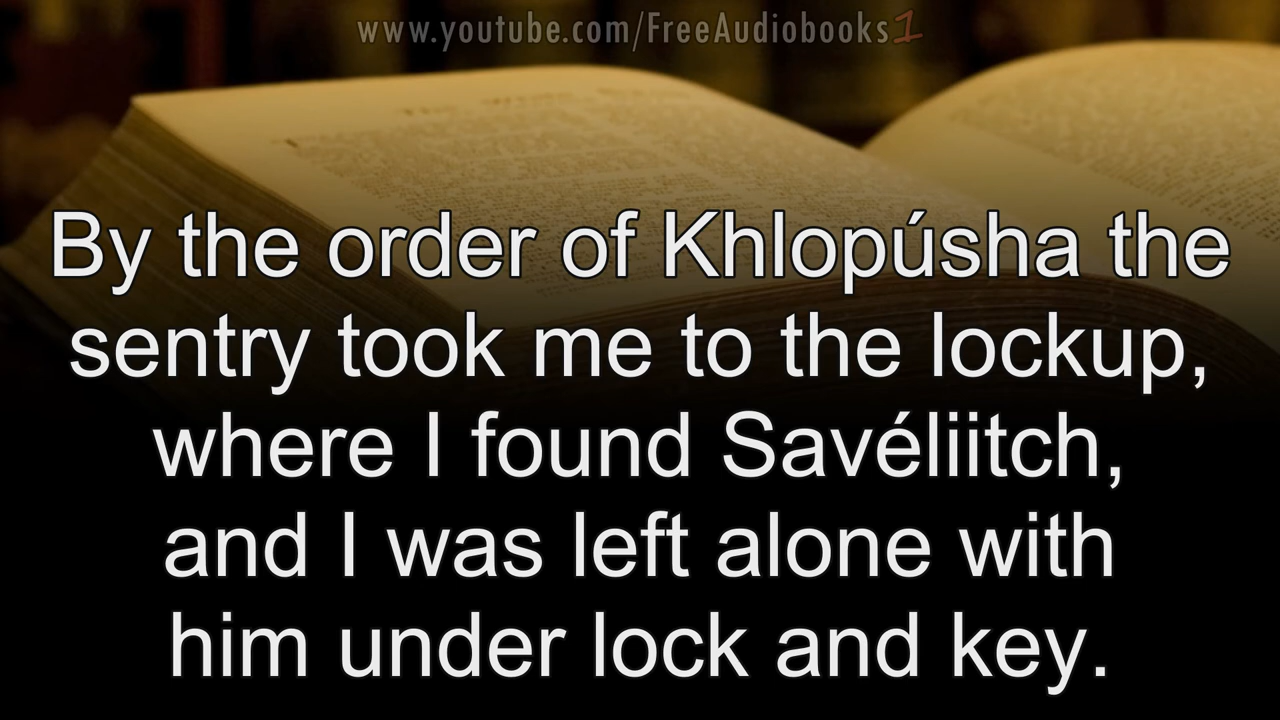 www.youtube.com/FreeAudiobooks1
By the order of Khlopúsha the
sentry took me to the lockup,
where I found Savéliitch,
and I was left alone with
him under lock and key.